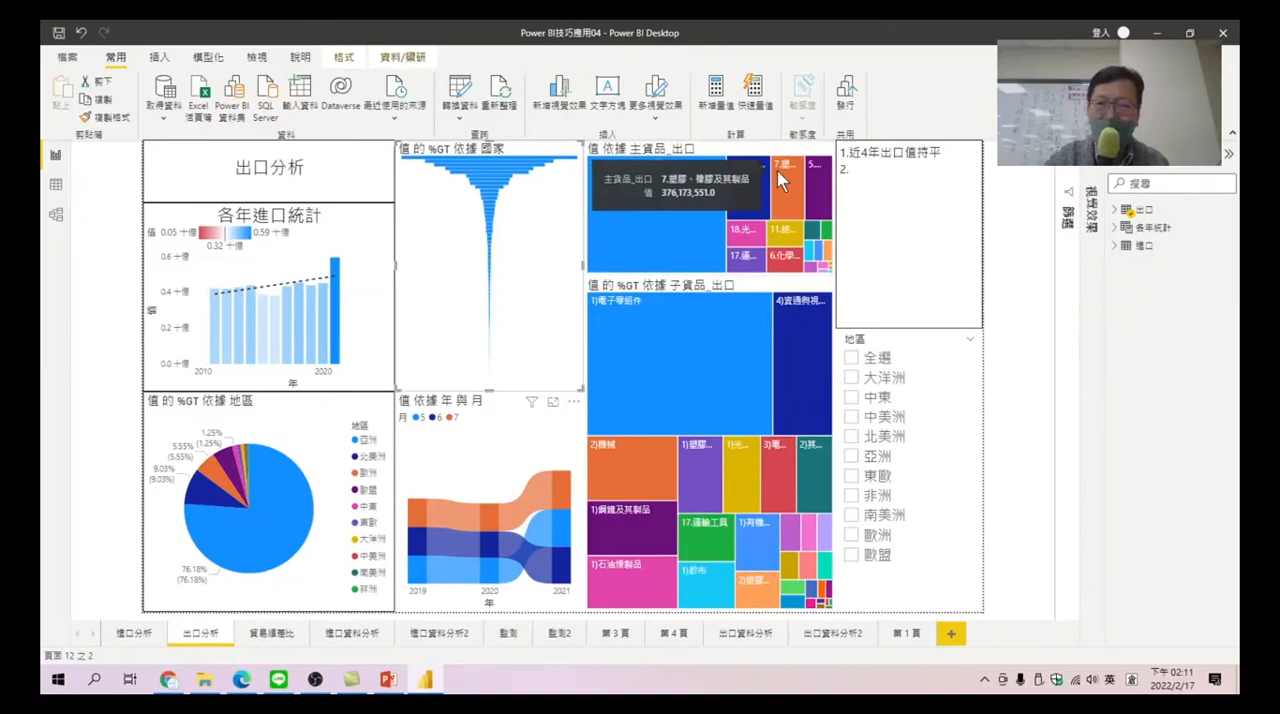 Power BI技巧應用04 - Power BI Desktop
登入
檔案 常用 插入 模型化 檢視 說明 格式 資料/鑽研
貼上
剪下
複製
複製格式
取得資料
Excel 活頁簿
Power BI 資料集
SQL Server
輸入資料
Dataverse
最近使用的來源
轉換資料
重新整理
新增視覺效果
文字方塊
更多視覺效果
新增量值
快速量值
敏感度
發行
剪貼簿 資料 查詢 插入 計算 敏感度 共用
出口分析
各年進口統計
值 0.05 十億 0.59 十億
0.32 十億
0.6 十億
0.4 十億
0.2 十億
0.0 十億
值
2010 2020
年
值 的 %GT 依據 國家
值 依據 主貨品_出口
主貨品_出口 7.塑膠、橡膠及其製品
值 376,173,551.0
7.塑...
5....
18.光...
11.紡...
17.運...
6.化學...
1.近4年出口值持平
2.
值 的 %GT 依據 子貨品_出口
1)電子零組件
4)資通與視...
2)機械
1)塑膠...
1)光...
3)電...
2)其...
1)鋼鐵及其製品
17.運輸工具
1)有機...
1)石油煉製品
1)紗布
2)塑膠...
值 的 %GT 依據 地區
1.25%
(1.25%)
5.55%
(5.55%)
9.03%
(9.03%)
76.18%
(76.18%)
地區
亞洲
北美洲
歐洲
歐盟
中東
東歐
大洋洲
中美洲
南美洲
非洲
值 依據 年 與 月
月 5 6 7
2019 2020 2021
年
地區
全選
大洋洲
中東
中美洲
北美洲
亞洲
東歐
非洲
南美洲
歐洲
歐盟
篩選
視覺效果
搜尋
出口
各年統計
進口
進口分析 出口分析 貿易順差比 進口資料分析 進口資料分析2 監測 監測2 第 3 頁 第 4 頁 出口資料分析 出口資料分析2 第 1 頁
頁面 12 之 2
英
下午 02:11
2022/2/17